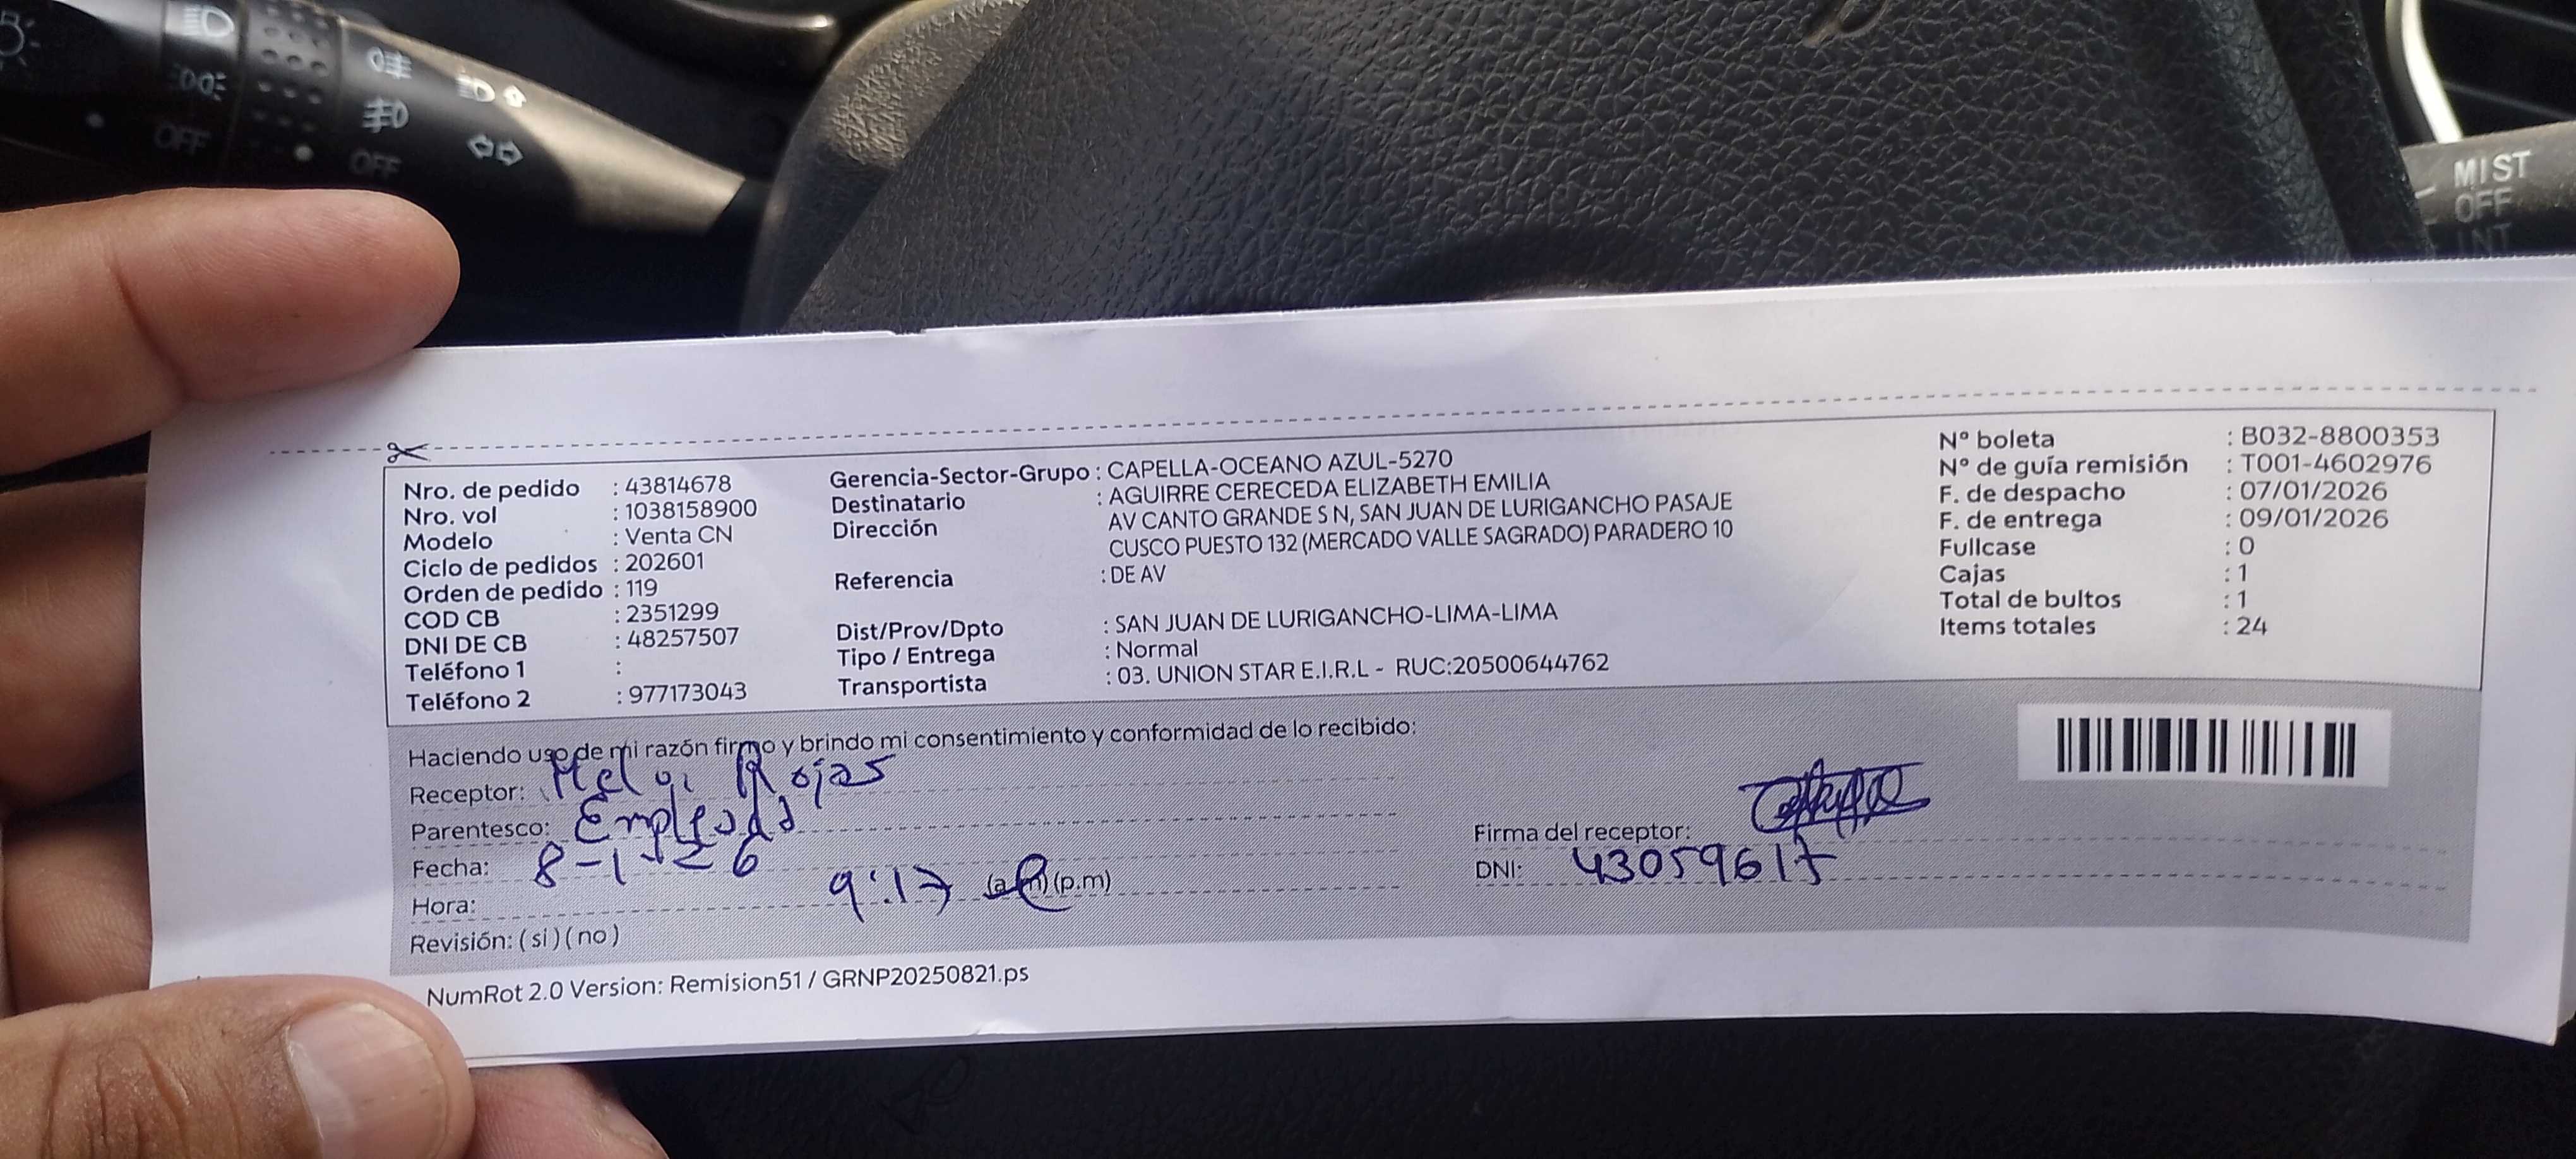 OFF
OFF
MIST
OFF
INT
Nro. de pedido : 43814678
Nro. vol : 1038158900
Modelo : Venta CN
Ciclo de pedidos : 202601
Orden de pedido : 119
COD CB : 2351299
DNI DE CB : 48257507
Teléfono 1 :
Teléfono 2 : 977173043
Gerencia-Sector-Grupo : CAPELLA-OCEANO AZUL-5270
Destinatario : AGUIRRE CERECEDA ELIZABETH EMILIA
Dirección AV CANTO GRANDE S N, SAN JUAN DE LURIGANCHO PASAJE
CUSCO PUESTO 132 (MERCADO VALLE SAGRADO) PARADERO 10
Referencia : DE AV
Dist/Prov/Dpto : SAN JUAN DE LURIGANCHO-LIMA-LIMA
Tipo / Entrega : Normal
Transportista : 03. UNION STAR E.I.R.L - RUC:20500644762
N° boleta : B032-8800353
N° de guía remisión : T001-4602976
F. de despacho : 07/01/2026
F. de entrega : 09/01/2026
Fullcase : 0
Cajas : 1
Total de bultos : 1
Items totales : 24
Haciendo uso de mi razón firmo y brindo mi consentimiento y conformidad de lo recibido:
Receptor: Rojas
Parentesco: Empleada
Fecha: 8-1-26
Hora: 9:17 (a.m) (p.m)
Revisión: (si) (no)
Firma del receptor:
DNI: 43059617
NumRot 2.0 Version: Remision51 / GRNP20250821.ps